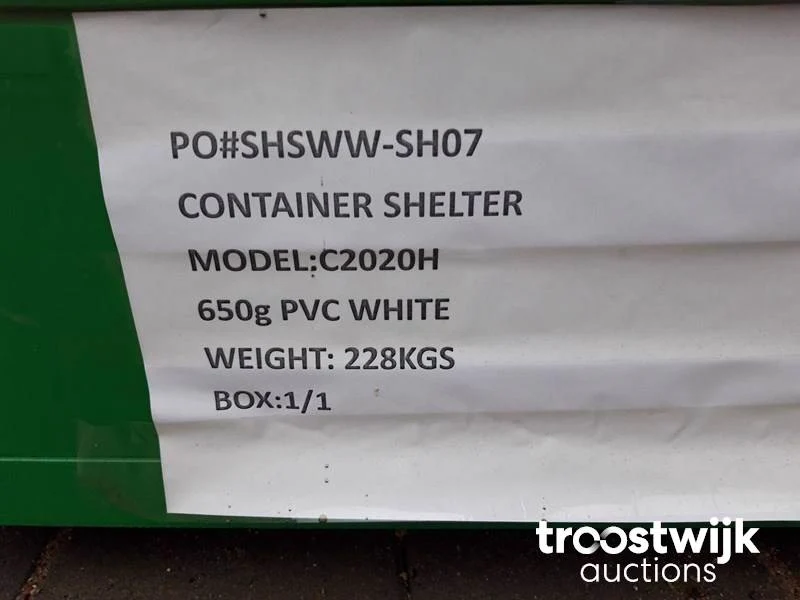 PO#SHSWW-SH07
CONTAINER SHELTER
MODEL:C2020H
650g PVC WHITE
WEIGHT: 228KGS
BOX:1/1
troostwijk
auctions